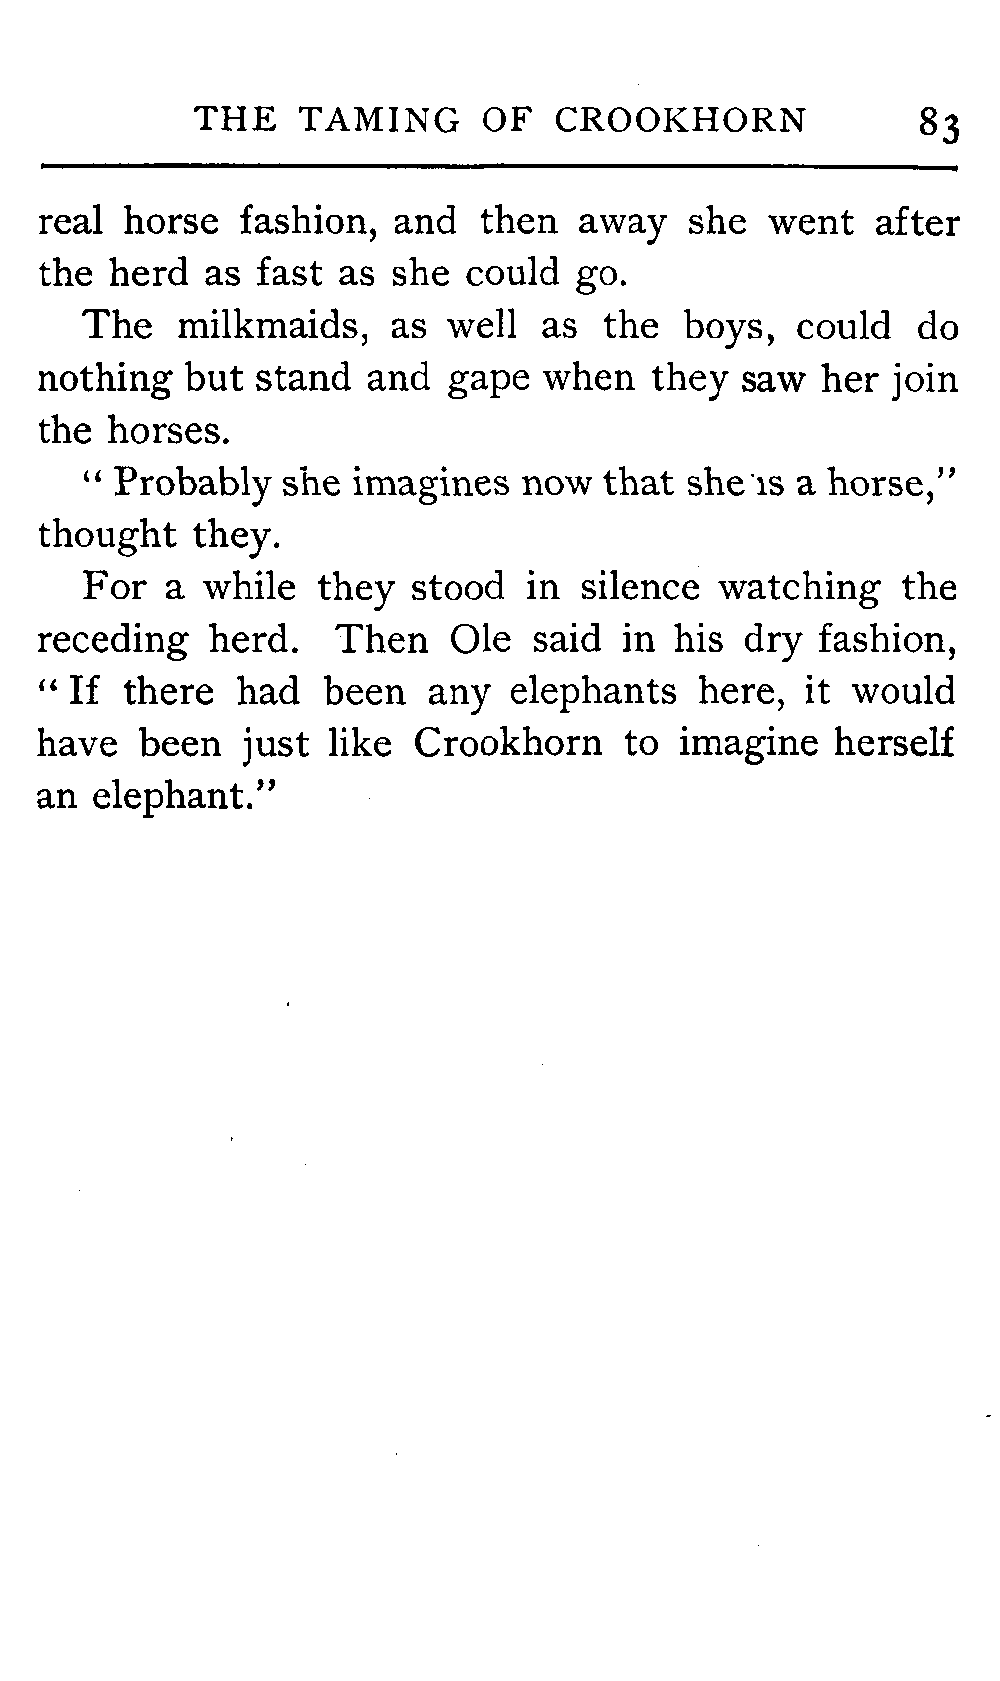 THE TAMING OF CROOKHORN 83
real horse fashion, and then away she went after
the herd as fast as she could go.
The milkmaids, as well as the boys, could do
nothing but stand and gape when they saw her join
the horses.
“ Probably she imagines now that she is a horse,”
thought they.
For a while they stood in silence watching the
receding herd. Then Ole said in his dry fashion,
“ If there had been any elephants here, it would
have been just like Crookhorn to imagine herself
an elephant.”